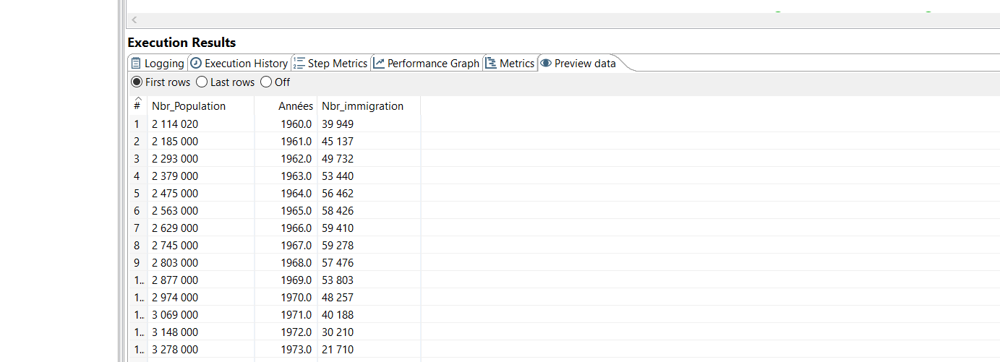 Execution Results
Logging Execution History Step Metrics Performance Graph Metrics Preview data
First rows Last rows Off
# Nbr_Population Années Nbr_immigration
1 2 114 020 1960.0 39 949
2 2 185 000 1961.0 45 137
3 2 293 000 1962.0 49 732
4 2 379 000 1963.0 53 440
5 2 475 000 1964.0 56 462
6 2 563 000 1965.0 58 426
7 2 629 000 1966.0 59 410
8 2 745 000 1967.0 59 278
9 2 803 000 1968.0 57 476
1.. 2 877 000 1969.0 53 803
1.. 2 974 000 1970.0 48 257
1.. 3 069 000 1971.0 40 188
1.. 3 148 000 1972.0 30 210
1.. 3 278 000 1973.0 21 710